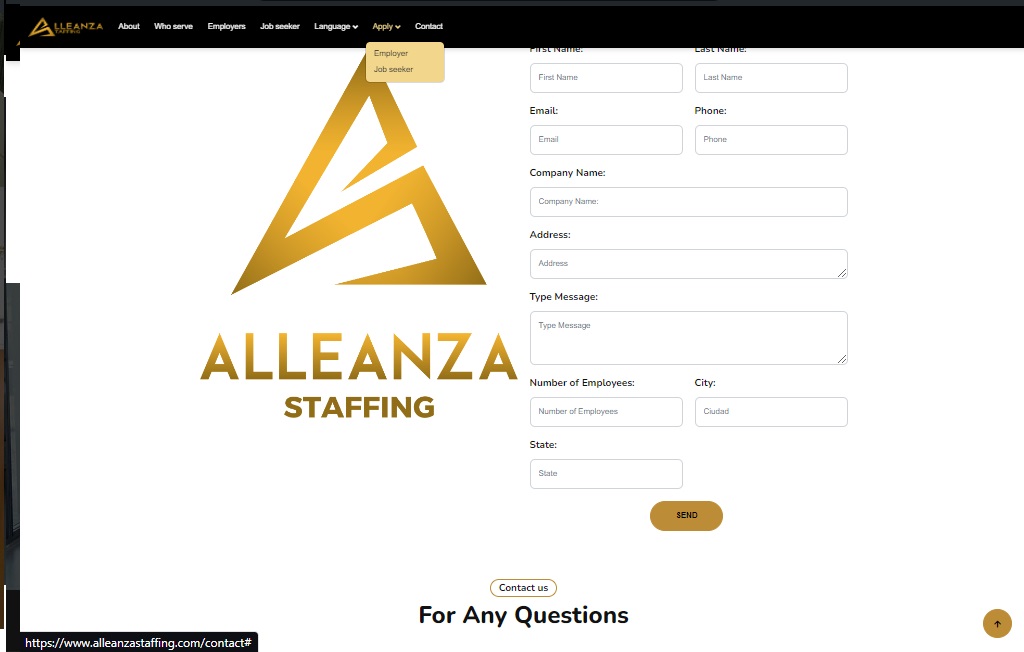 ALLEANZA
STAFFING
About Who serve Employers Job seeker Language Apply Contact
Employer
Job seeker
First Name: Last Name:
First Name Last Name
Email: Phone:
Email Phone
Company Name:
Company Name:
Address:
Address
Type Message:
Type Message
Number of Employees: City:
Number of Employees Ciudad
State:
State
SEND
ALLEANZA
STAFFING
Contact us
For Any Questions
https://www.alleanzastaffing.com/contact#